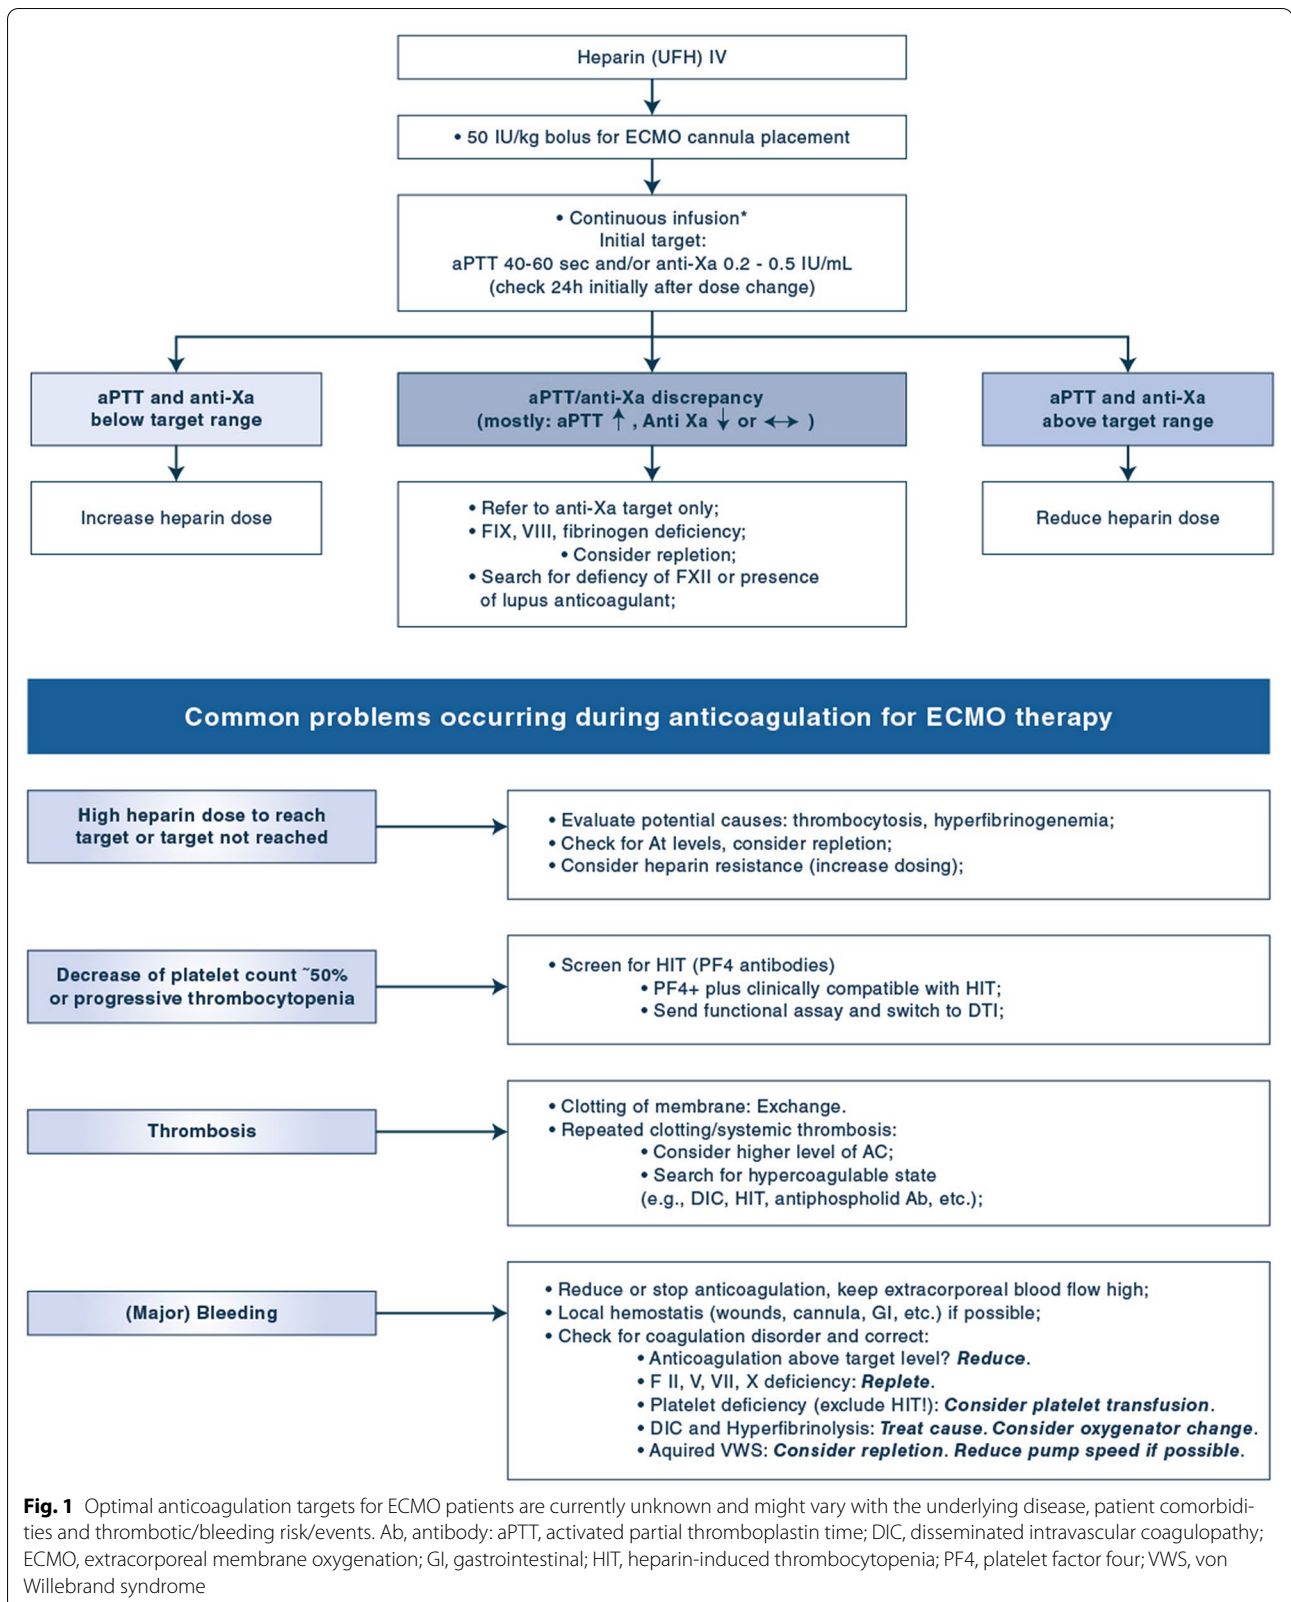 Heparin (UFH) IV
• 50 IU/kg bolus for ECMO cannula placement
• Continuous infusion*
Initial target:
aPTT 40-60 sec and/or anti-Xa 0.2 - 0.5 IU/mL
(check 24h initially after dose change)
aPTT and anti-Xa
below target range
Increase heparin dose
aPTT/anti-Xa discrepancy
(mostly: aPTT ↑ , Anti Xa ↓ or ↔ )
• Refer to anti-Xa target only;
• FIX, VIII, fibrinogen deficiency;
• Consider repletion;
• Search for defiency of FXII or presence
of lupus anticoagulant;
aPTT and anti-Xa
above target range
Reduce heparin dose
Common problems occurring during anticoagulation for ECMO therapy
High heparin dose to reach
target or target not reached
• Evaluate potential causes: thrombocytosis, hyperfibrinogenemia;
• Check for At levels, consider repletion;
• Consider heparin resistance (increase dosing);
Decrease of platelet count ~50%
or progressive thrombocytopenia
• Screen for HIT (PF4 antibodies)
• PF4+ plus clinically compatible with HIT;
• Send functional assay and switch to DTI;
Thrombosis
• Clotting of membrane: Exchange.
• Repeated clotting/systemic thrombosis:
• Consider higher level of AC;
• Search for hypercoagulable state
(e.g., DIC, HIT, antiphospholid Ab, etc.);
(Major) Bleeding
• Reduce or stop anticoagulation, keep extracorporeal blood flow high;
• Local hemostatis (wounds, cannula, GI, etc.) if possible;
• Check for coagulation disorder and correct:
• Anticoagulation above target level? Reduce.
• F II, V, VII, X deficiency: Replete.
• Platelet deficiency (exclude HIT!): Consider platelet transfusion.
• DIC and Hyperfibrinolysis: Treat cause. Consider oxygenator change.
• Aquired VWS: Consider repletion. Reduce pump speed if possible.
Fig. 1 Optimal anticoagulation targets for ECMO patients are currently unknown and might vary with the underlying disease, patient comorbidi-
ties and thrombotic/bleeding risk/events. Ab, antibody: aPTT, activated partial thromboplastin time; DIC, disseminated intravascular coagulopathy;
ECMO, extracorporeal membrane oxygenation; GI, gastrointestinal; HIT, heparin-induced thrombocytopenia; PF4, platelet factor four; VWS, von
Willebrand syndrome